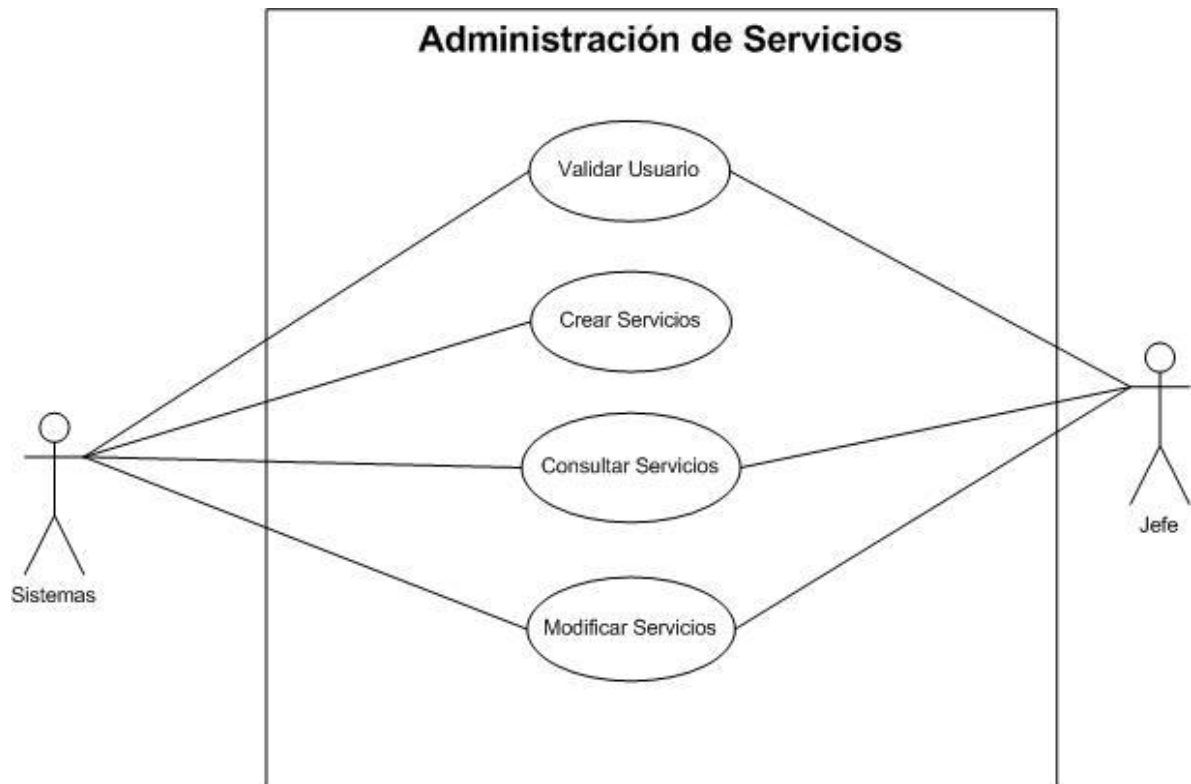 Administración de Servicios
Validar Usuario
Crear Servicios
Consultar Servicios
Jefe
Sistemas
Modificar Servicios